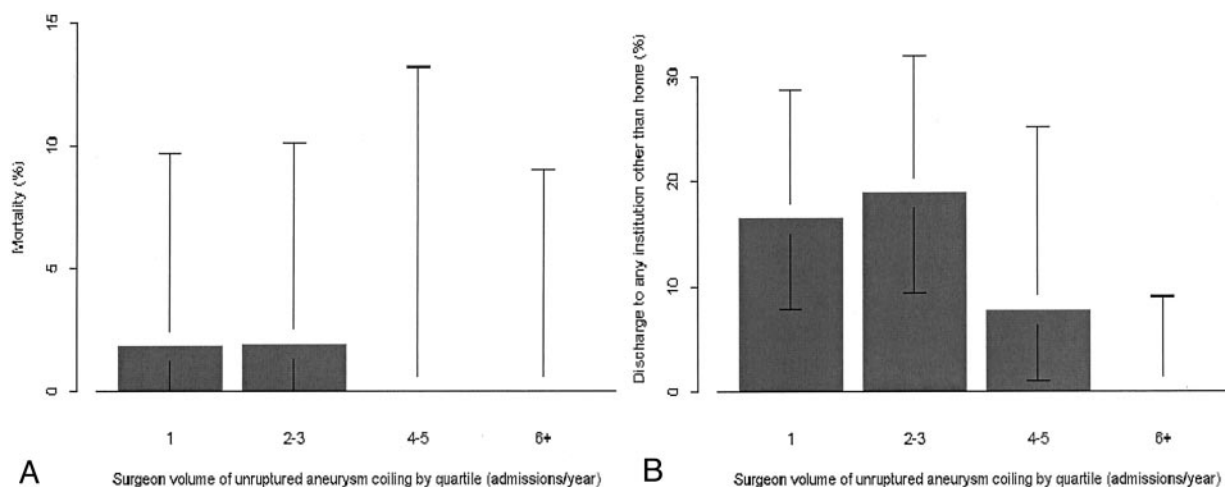 Mortality (%)
15
10
5
0
1 2-3 4-5 6+
A Surgeon volume of unruptured aneurysm coiling by quartile (admissions/year)
Discharge to any institution other than home (%)
30
20
10
0
1 2-3 4-5 6+
B Surgeon volume of unruptured aneurysm coiling by quartile (admissions/year)